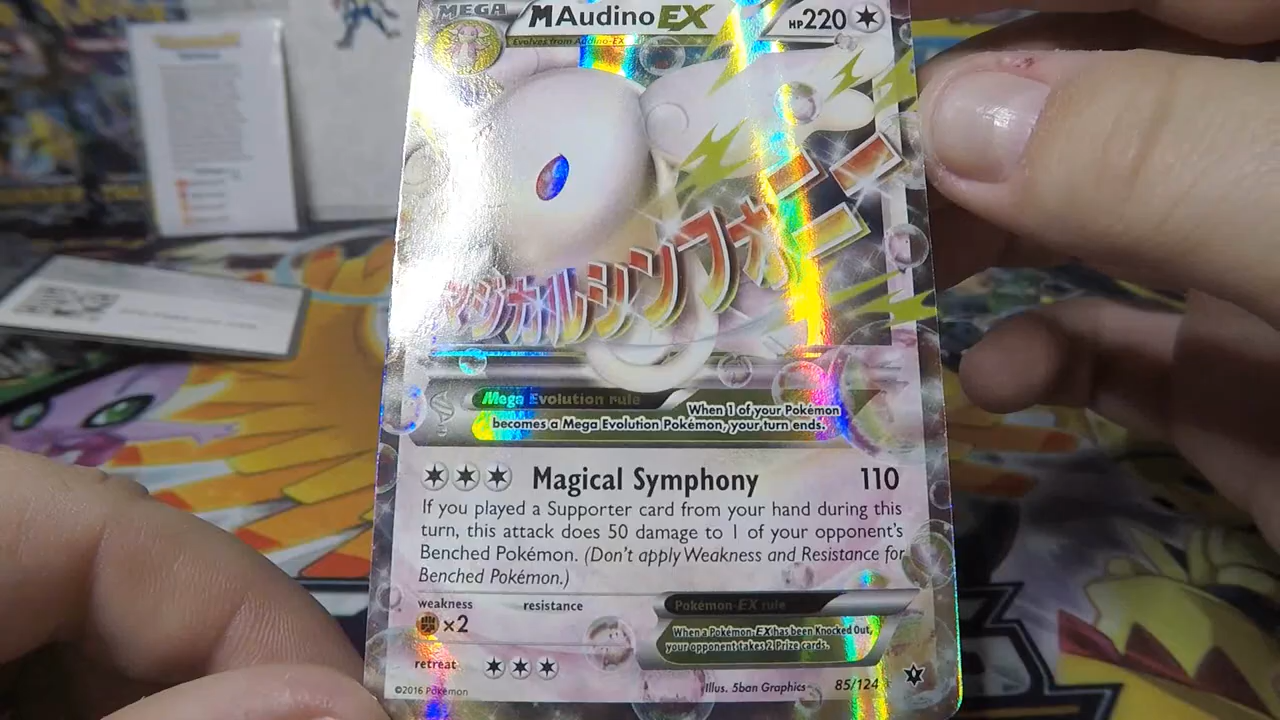 MEGA
M Audino EX
HP 220
Evolves from Audino-EX
マジカルシンフォニー
Mega Evolution rule
When 1 of your Pokémon
becomes a Mega Evolution Pokémon, your turn ends.
Magical Symphony 110
If you played a Supporter card from your hand during this
turn, this attack does 50 damage to 1 of your opponent's
Benched Pokémon. (Don't apply Weakness and Resistance for
Benched Pokémon.)
weakness resistance
×2
Pokémon-EX rule
When a Pokémon-EX has been Knocked Out,
your opponent takes 2 Prize cards.
retreat
©2016 Pokémon
Illus. 5ban Graphics
85/124